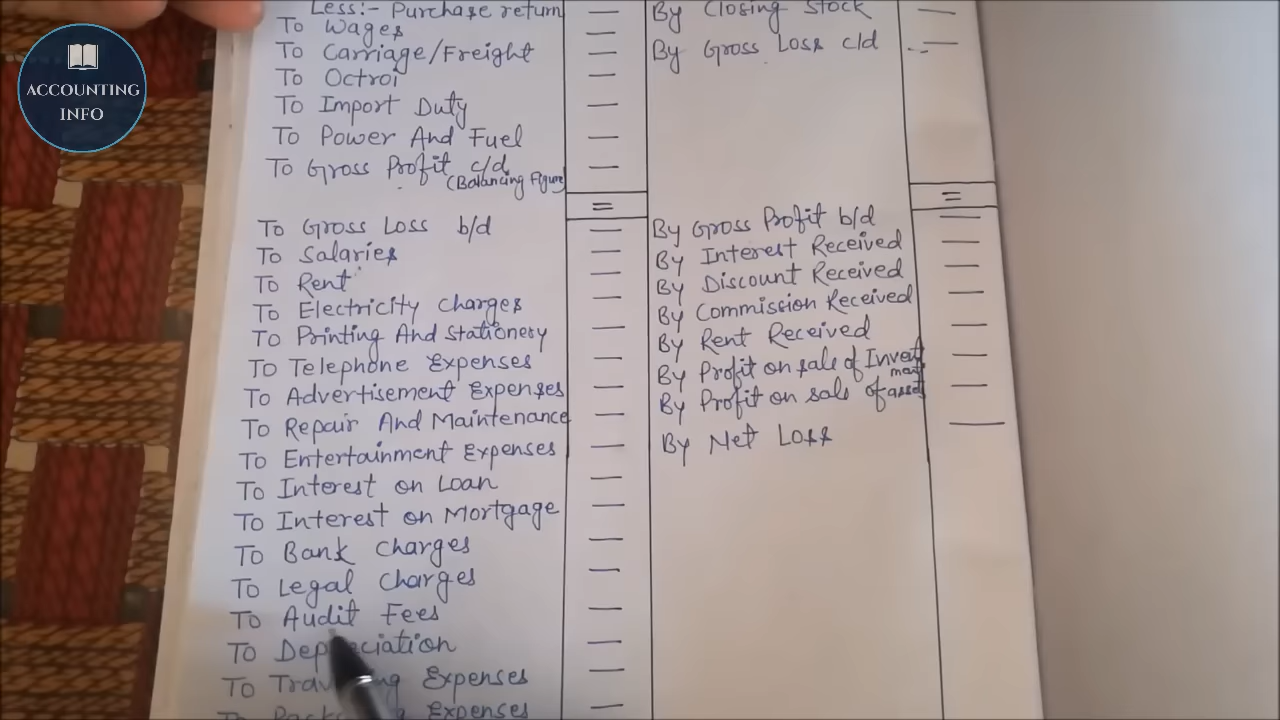 ACCOUNTING
INFO
Less:- Purchase return
To Wages
To Carriage/Freight
To Octroi
To Import Duty
To Power And Fuel
To Gross Profit c/d
(Balancing Figure)
To Gross Loss b/d
To Salaries
To Rent
To Electricity Charges
To Printing And Stationery
To Telephone Expenses
To Advertisement Expenses
To Repair And Maintenance
To Entertainment Expenses
To Interest on Loan
To Interest on Mortgage
To Bank Charges
To Legal Charges
To Audit Fees
To Depreciation
To Travelling Expenses
To Expenses
By Closing Stock
By Gross Loss c/d
By Gross Profit b/d
By Interest Received
By Discount Received
By Commission Received
By Rent Received
By Profit on sale of Invest
ment
By Profit on sale of asset
By Net Loss